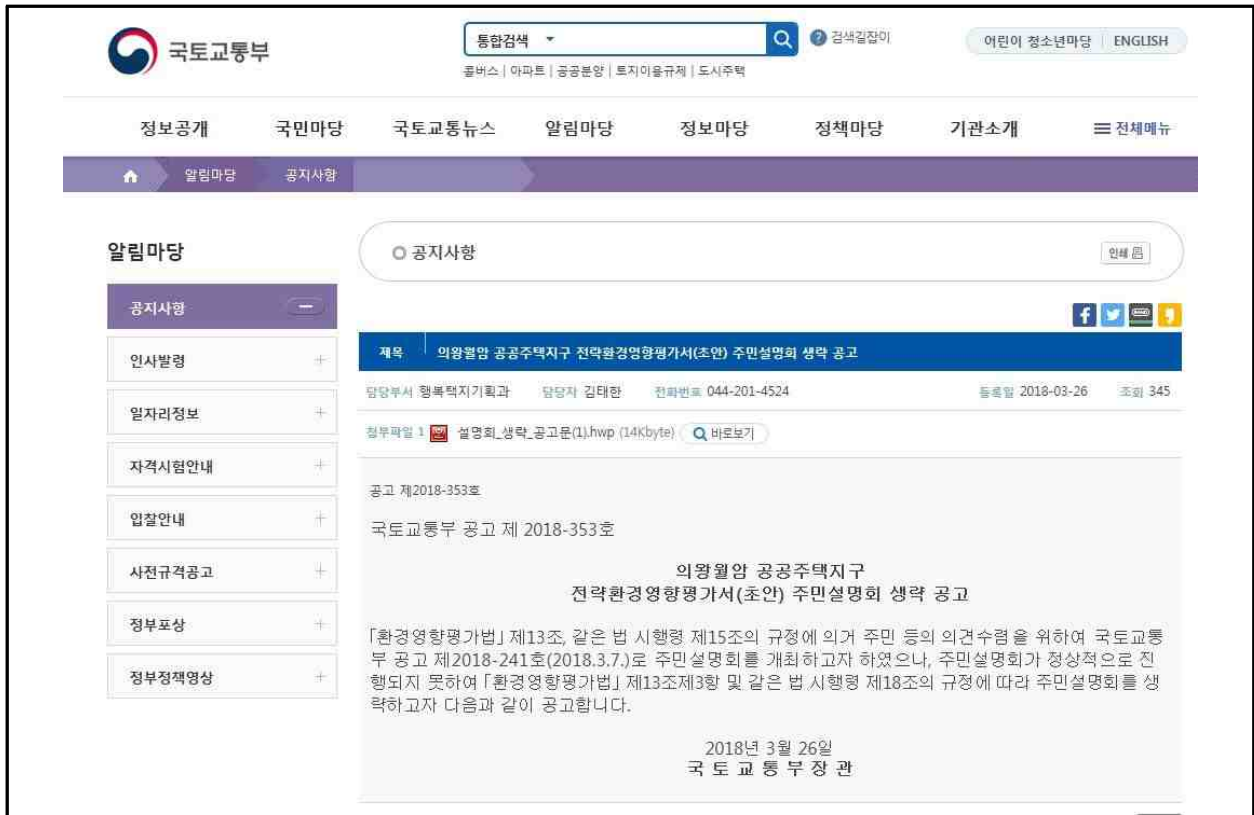 국토교통부
통합검색
검색길잡이
어린이 청소년마당 ENGLISH
콜버스 | 아파트 | 공공분양 | 토지이용규제 | 도시주택
정보공개 국민마당 국토교통뉴스 알림마당 정보마당 정책마당 기관소개 전체메뉴
알림마당 공지사항
알림마당
공지사항
인사발령
일자리정보
자격시험안내
입찰안내
사전규격공고
정부포상
정부정책영상
공지사항
인쇄
제목 의왕월암 공공주택지구 전략환경영향평가서(초안) 주민설명회 생략 공고
담당부서 행복택지기획과 담당자 김태한 전화번호 044-201-4524 등록일 2018-03-26 조회 345
첨부파일 1 설명회_생략_공고문(1).hwp (14Kbyte) 바로보기
공고 제2018-353호
국토교통부 공고 제 2018-353호
의왕월암 공공주택지구
전략환경영향평가서(초안) 주민설명회 생략 공고
「환경영향평가법」 제13조, 같은 법 시행령 제15조의 규정에 의거 주민 등의 의견수렴을 위하여 국토교통
부 공고 제2018-241호(2018.3.7.)로 주민설명회를 개최하고자 하였으나, 주민설명회가 정상적으로 진
행되지 못하여 「환경영향평가법」 제13조제3항 및 같은 법 시행령 제18조의 규정에 따라 주민설명회를 생
략하고자 다음과 같이 공고합니다.
2018년 3월 26일
국 토 교 통 부 장 관